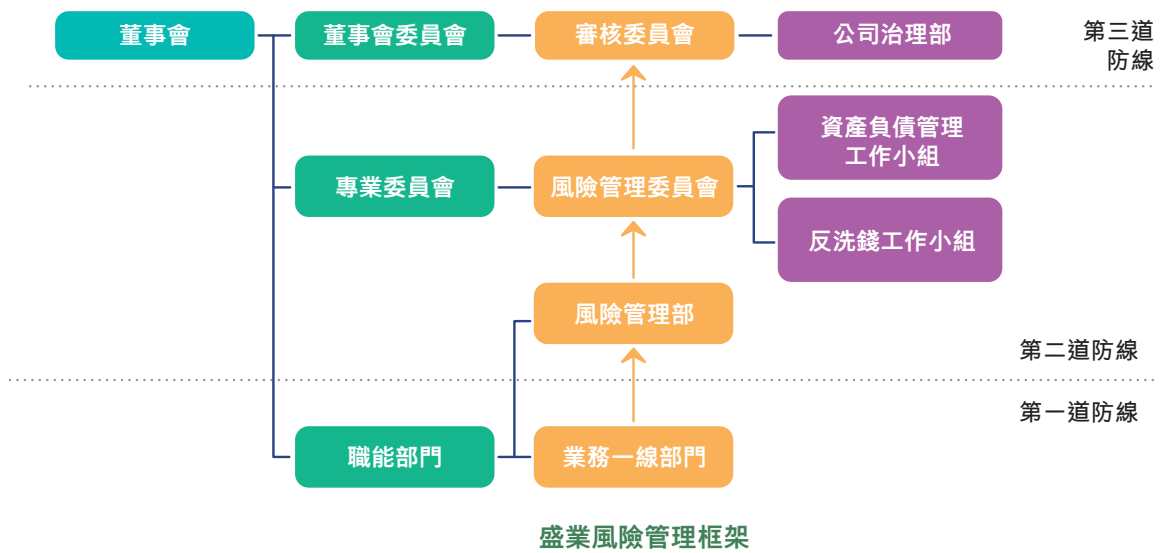 董事會
董事會委員會
審核委員會
公司治理部
第三道
防線
專業委員會
風險管理委員會
資產負債管理
工作小組
反洗錢工作小組
風險管理部
第二道防線
第一道防線
職能部門
業務一線部門
盛業風險管理框架